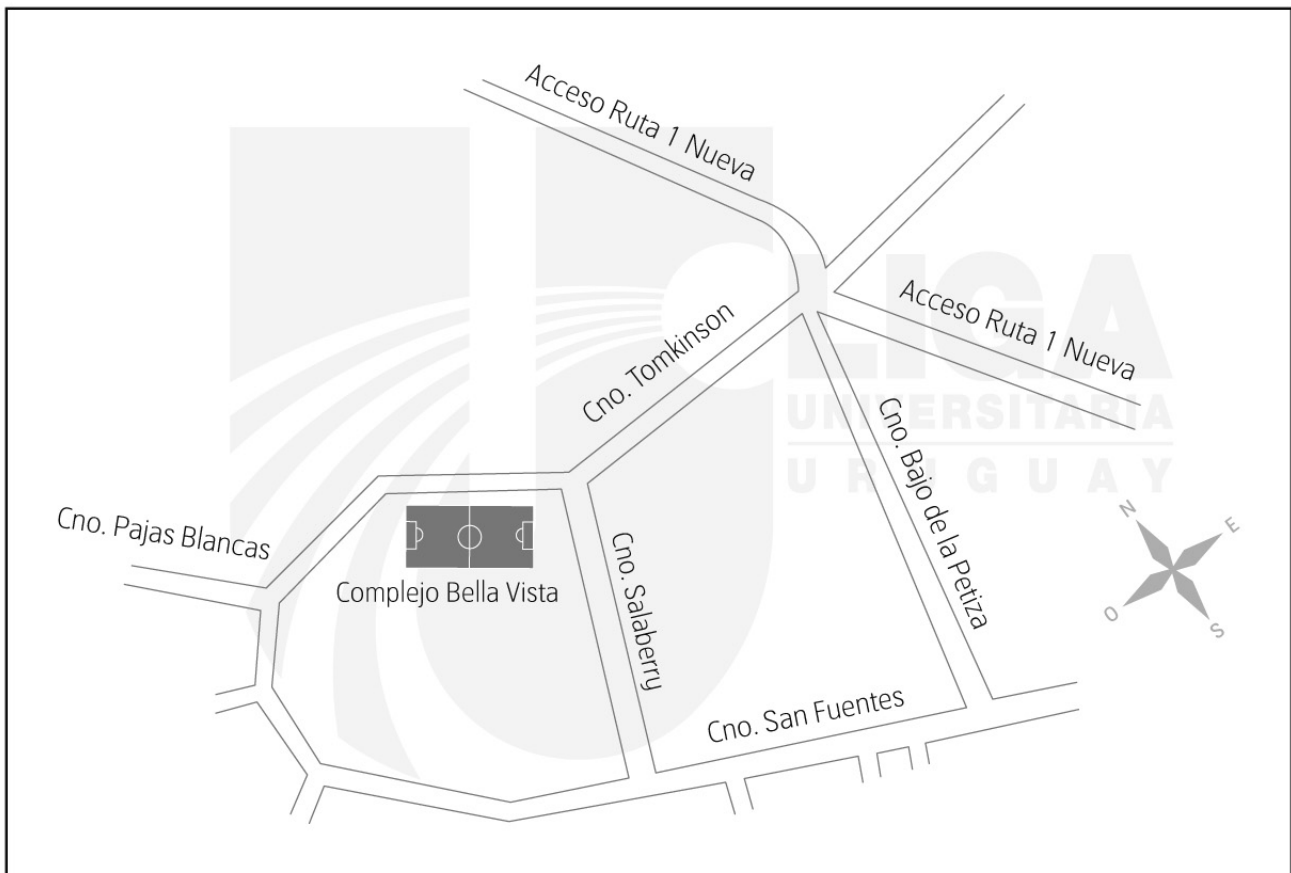 Acceso Ruta 1 Nueva
Acceso Ruta 1 Nueva
LIGA
UNIVERSITARIA
URUGUAY
Cno. Tomkinson
Cno. Bajo de la Petiza
Cno. Pajas Blancas
Complejo Bella Vista
Cno. Salaberry
Cno. San Fuentes
N
E
O
S